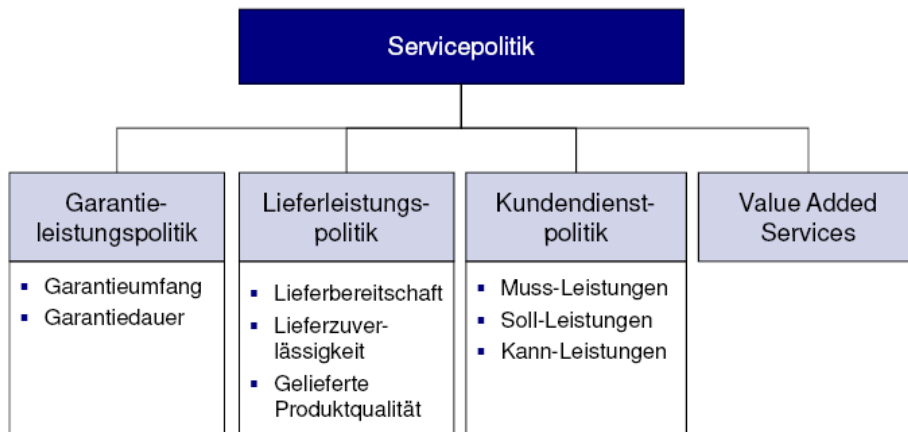 Servicepolitik
Garantie-
leistungspolitik
Garantieumfang
Garantiedauer
Lieferleistungs-
politik
Lieferbereitschaft
Lieferzuver-
lässigkeit
Gelieferte
Produktqualität
Kundendienst-
politik
Muss-Leistungen
Soll-Leistungen
Kann-Leistungen
Value Added
Services